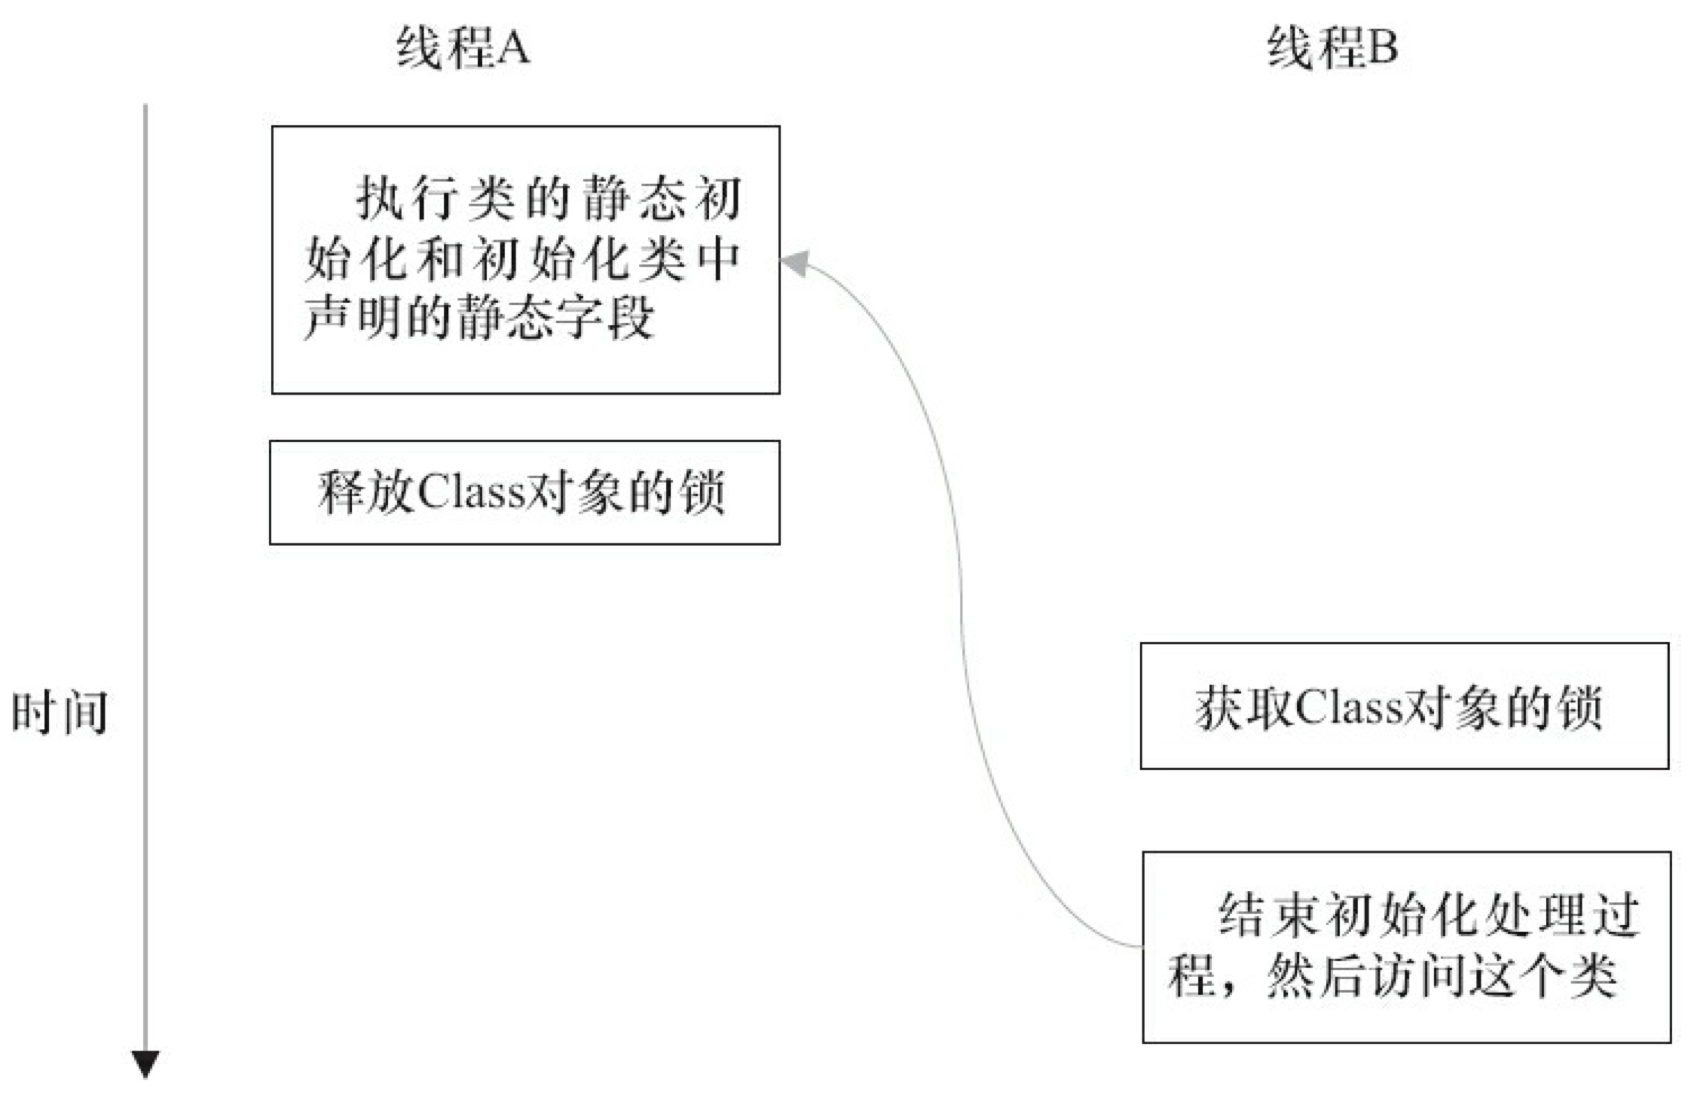 线程A
线程B
执行类的静态初
始化和初始化类中
声明的静态字段
释放Class对象的锁
时间
获取Class对象的锁
结束初始化处理过
程，然后访问这个类